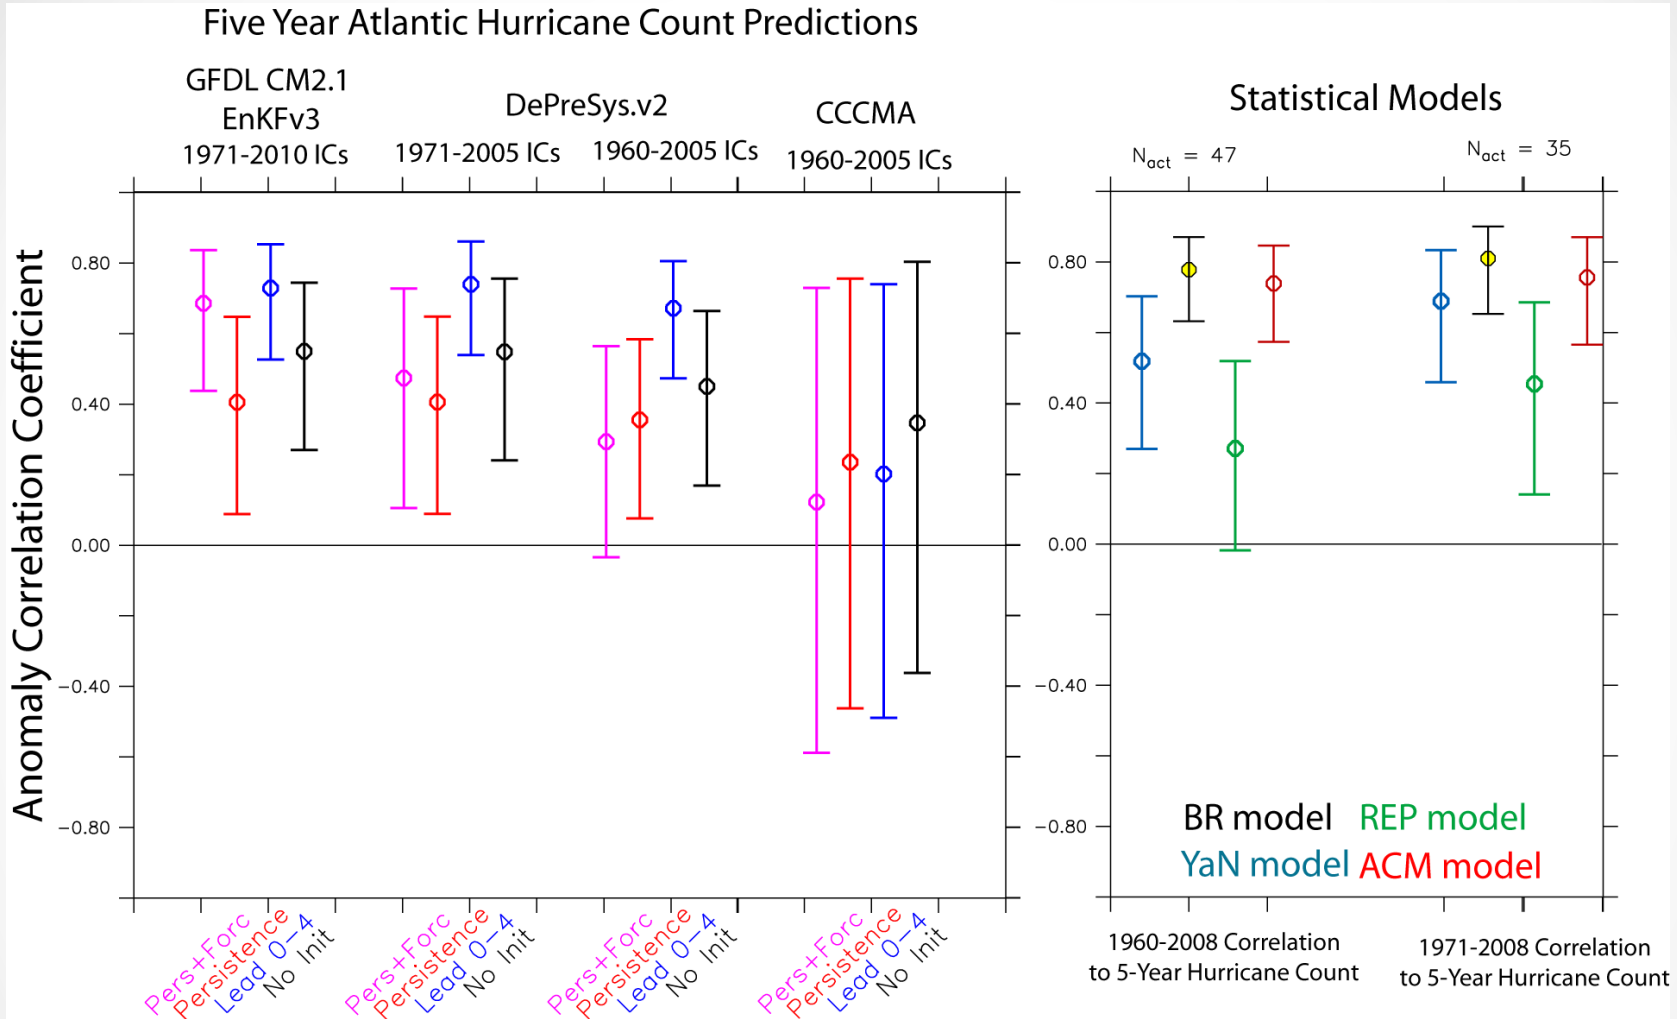 Five Year Atlantic Hurricane Count Predictions
GFDL CM2.1
EnKFv3
1971-2010 ICs
DePreSys.v2
1971-2005 ICs
1960-2005 ICs
CCCMA
1960-2005 ICs
Anomaly Correlation Coefficient
0.80
0.40
0.00
−0.40
−0.80
Pers+Forc
Persistence
Lead 0−4
No Init
Pers+Forc
Persistence
Lead 0−4
No Init
Pers+Forc
Persistence
Lead 0−4
No Init
Pers+Forc
Persistence
Lead 0−4
No Init
Statistical Models
Nact = 47
Nact = 35
0.80
0.40
0.00
−0.40
−0.80
BR model REP model
YaN model ACM model
1960-2008 Correlation
to 5-Year Hurricane Count
1971-2008 Correlation
to 5-Year Hurricane Count